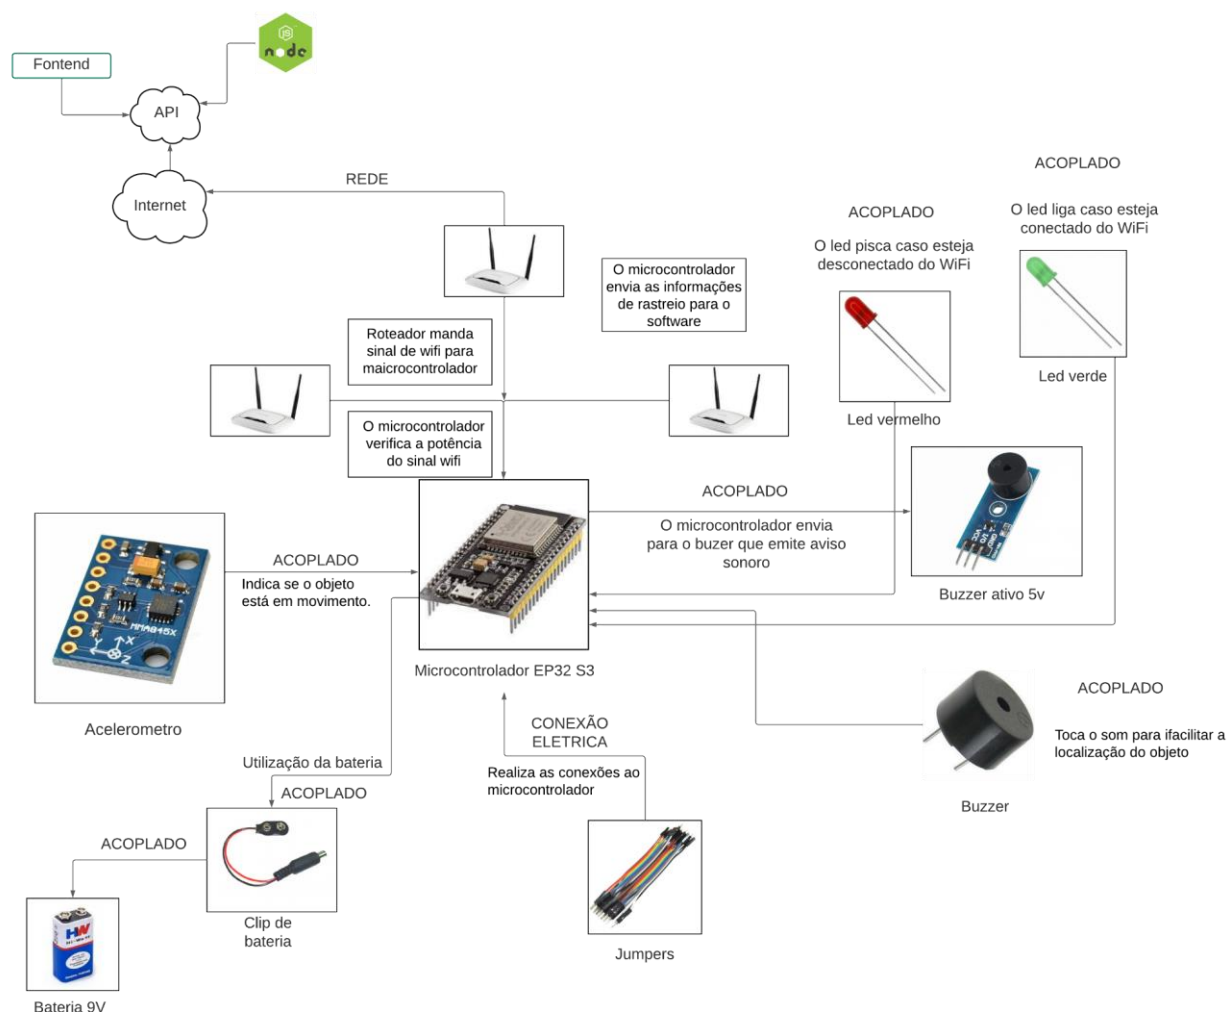 JS
node
Fontend
API
Internet
REDE
ACOPLADO
O led liga caso esteja
conectado do WiFi
Led verde
ACOPLADO
O led pisca caso esteja
desconectado do WiFi
Led vermelho
O microcontrolador
envia as informações
de rastreio para o
software
Roteador manda
sinal de wifi para
maicrocontrolador
O microcontrolador
verifica a potência
do sinal wifi
ACOPLADO
O microcontrolador envia
para o buzer que emite aviso
sonoro
VCC
I/O
GND
Buzzer ativo 5v
ACOPLADO
Indica se o objeto
está em movimento.
MMA845X
X
Y
Z
Acelerometro
Microcontrolador EP32 S3
ACOPLADO
Toca o som para ifacilitar a
localização do objeto
Buzzer
CONEXÃO
ELETRICA
Realiza as conexões ao
microcontrolador
Jumpers
Utilização da bateria
ACOPLADO
Clip de
bateria
ACOPLADO
HW
Bateria 9V